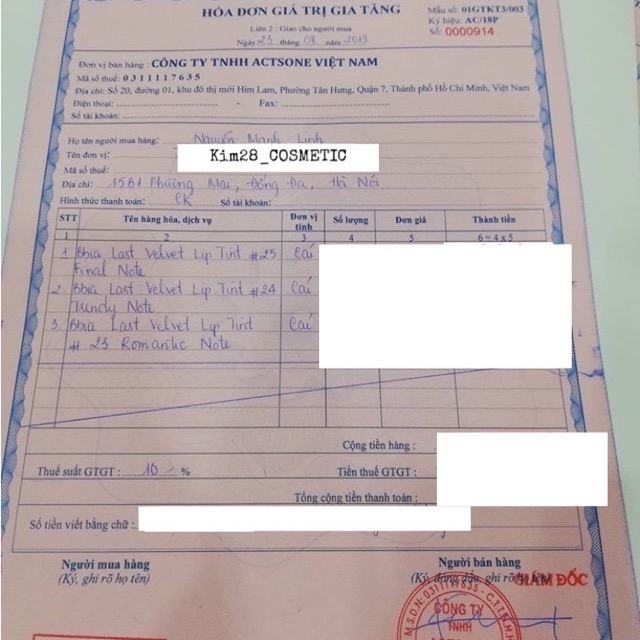 HÓA ĐƠN GIÁ TRỊ GIA TĂNG
Liên 2 : Giao cho người mua
Ngày 23 tháng 08 năm 2019
Mẫu số: 01GTKT3/003
Ký hiệu: AC/18P
Số: 0000914
Đơn vị bán hàng : CÔNG TY TNHH ACTSONE VIỆT NAM
Mã số thuế : 0311117635
Địa chỉ: Số 20, đường 01, khu đô thị mới Him Lam, Phường Tân Hưng, Quận 7, Thành phố Hồ Chí Minh, Việt Nam
Điện thoại: - Fax:
Số tài khoản:
Họ tên người mua hàng: Nguyễn Mạnh Linh
Tên đơn vị: Kim28_COSMETIC
Mã số thuế:
Địa chỉ: 15B1 Phương Mai, Đống Đa, Hà Nội
Hình thức thanh toán: CK Số tài khoản:
STT Tên hàng hóa, dịch vụ Đơn vị tính Số lượng Đơn giá Thành tiền
1 2 3 4 5 6 = 4 x 5
1 Bbia Last Velvet Lip Tint #25 Cái
Final Note
2 Bbia Last Velvet Lip Tint #24 Cái
Trendy Note
3 Bbia Last Velvet Lip Tint Cái
# 23 Romantic Note
Cộng tiền hàng :
Thuế suất GTGT : 10 % Tiền thuế GTGT :
Tổng cộng tiền thanh toán :
Số tiền viết bằng chữ :
Người mua hàng Người bán hàng
(Ký, ghi rõ họ tên) (Ký, đóng dấu, ghi rõ họ tên)
GIÁM ĐỐC
M.S.D.N: 0311117635 - C.T.T.N.H.H
CÔNG TY
TNHH